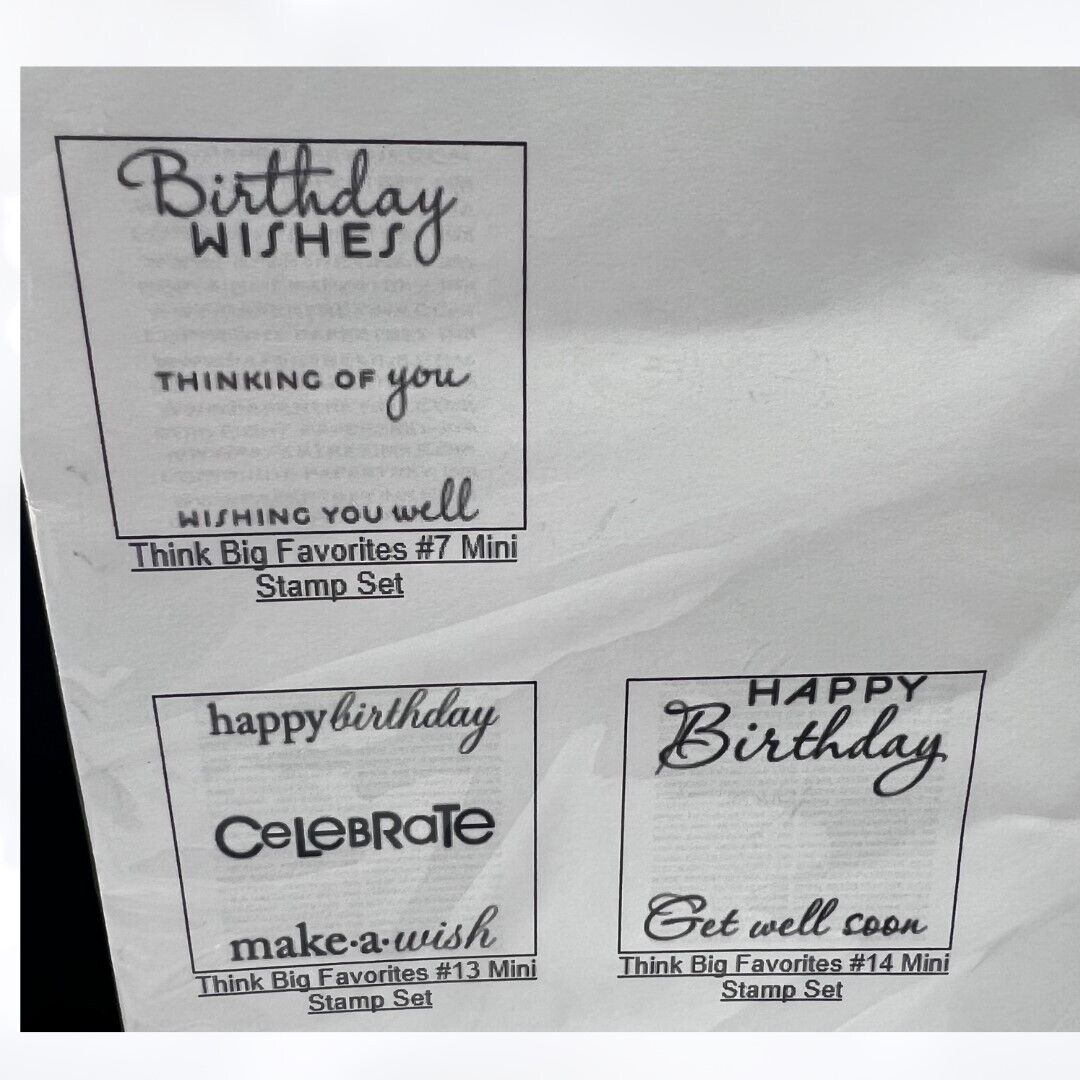 Birthday
WISHES
THINKING OF you
WISHING YOU well
Think Big Favorites #7 Mini
Stamp Set
happy birthday
CeLeBRaTe
make·a·wish
Think Big Favorites #13 Mini
Stamp Set
HAPPY
Birthday
Get well soon
Think Big Favorites #14 Mini
Stamp Set